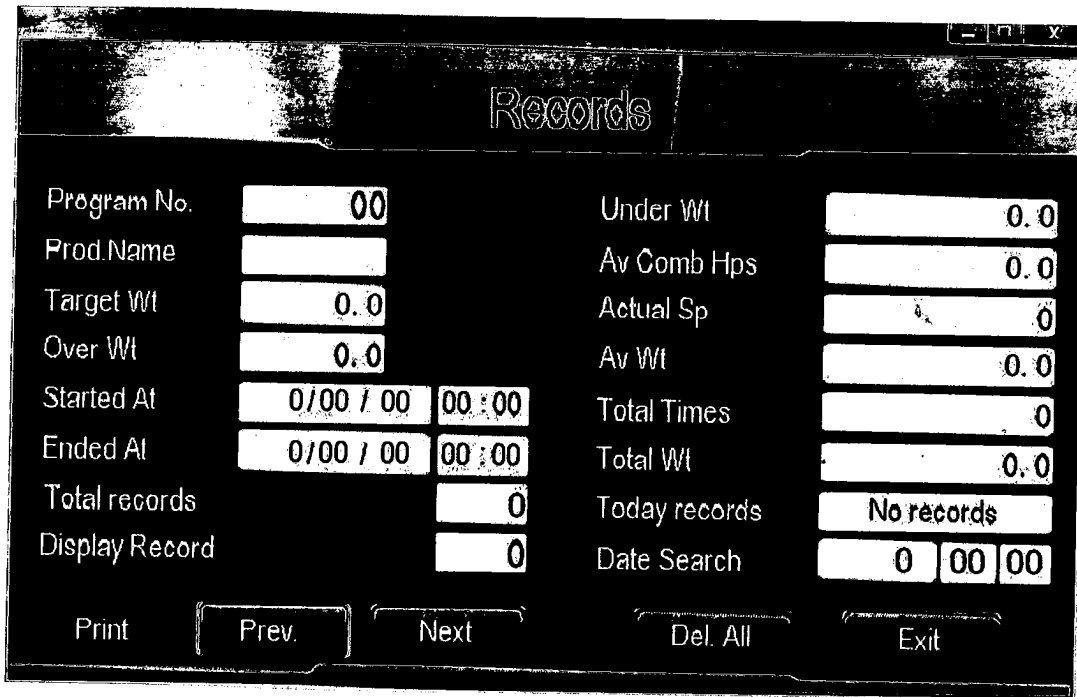 Records
Program No. 00
Prod.Name
Target Wt 0.0
Over Wt 0.0
Started At 0/00 / 00 00:00
Ended At 0/00 / 00 00:00
Total records 0
Display Record 0
Under Wt 0.0
Av Comb Hps 0.0
Actual Sp 0
Av Wt 0.0
Total Times 0
Total Wt 0.0
Today records No records
Date Search 0 00 00
Print Prev. Next Del. All Exit